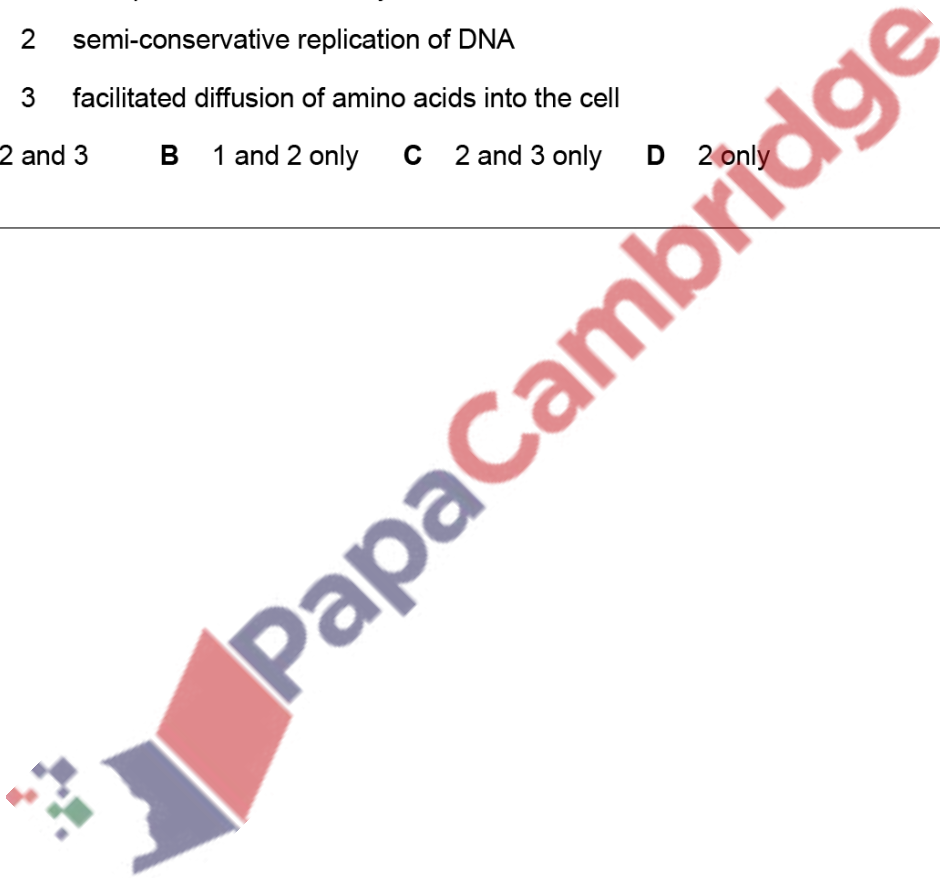 2 semi-conservative replication of DNA
3 facilitated diffusion of amino acids into the cell
2 and 3 B 1 and 2 only C 2 and 3 only D 2 only
PapaCambridge